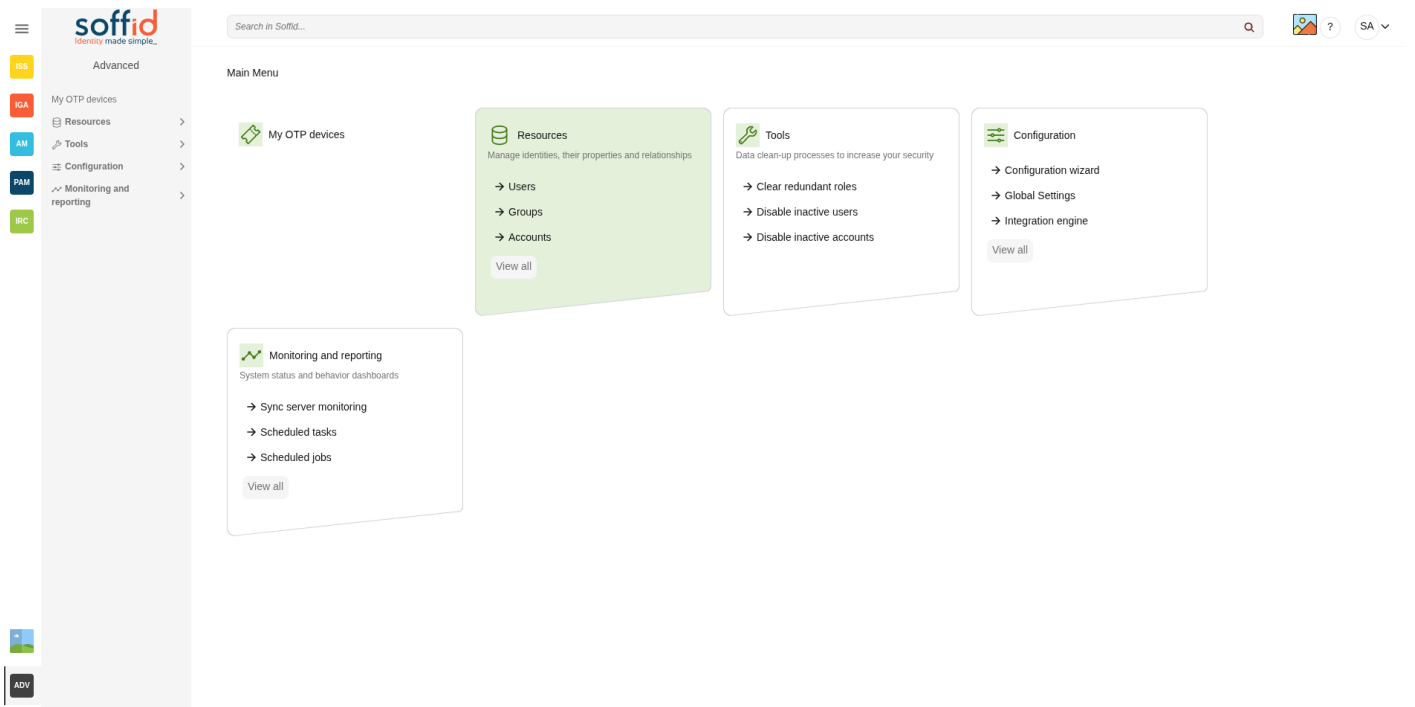 soffid
Identity made simple_
Search in Soffid...
?
SA
ISS
IGA
AM
PAM
IRC
ADV
Advanced
My OTP devices
Resources
Tools
Configuration
Monitoring and
reporting
Main Menu
My OTP devices
Resources
Manage identities, their properties and relationships
Users
Groups
Accounts
View all
Tools
Data clean-up processes to increase your security
Clear redundant roles
Disable inactive users
Disable inactive accounts
Configuration
Configuration wizard
Global Settings
Integration engine
View all
Monitoring and reporting
System status and behavior dashboards
Sync server monitoring
Scheduled tasks
Scheduled jobs
View all